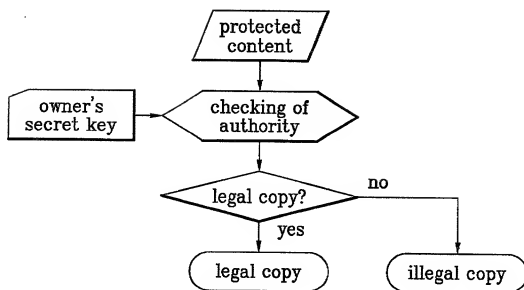 protected
content
owner's
secret key
checking of
authority
legal copy?
no
yes
legal copy
illegal copy